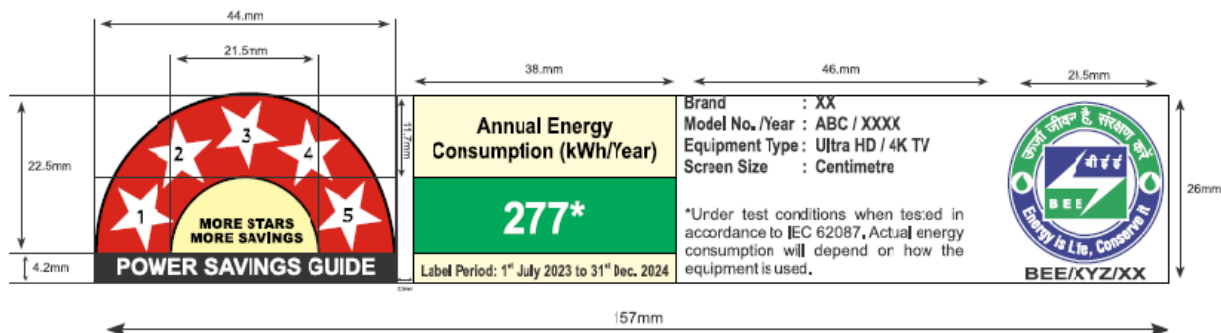 44.mm
21.5mm
38.mm
46.mm
28.5mm
22.5mm
4.2mm
11.7mm
1
2
3
4
5
MORE STARS
MORE SAVINGS
POWER SAVINGS GUIDE
Annual Energy
Consumption (kWh/Year)
277*
Label Period: 1st July 2023 to 31st Dec. 2024
Brand : XX
Model No. /Year : ABC / XXXX
Equipment Type : Ultra HD / 4K TV
Screen Size : Centimetre
*Under test conditions when tested in
accordance to IEC 62087. Actual energy
consumption will depend on how the
equipment is used.
ऊर्जा जीवन है, संरक्षण करें
बी ई ई
BEE
Energy is Life, Conserve it
BEE/XYZ/XX
26mm
157mm